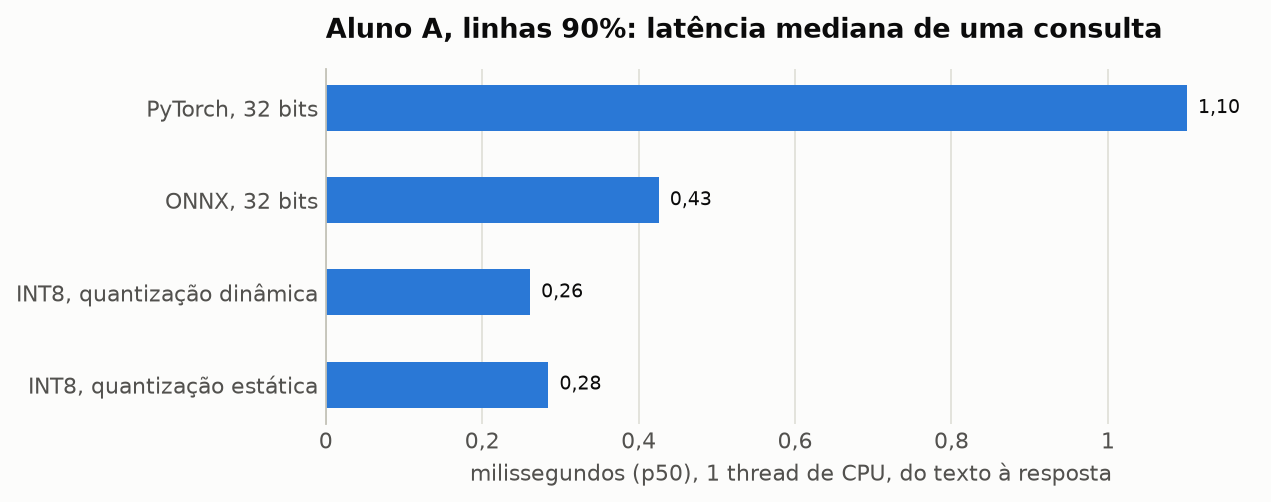 Aluno A, linhas 90%: latência mediana de uma consulta
PyTorch, 32 bits
1,10
ONNX, 32 bits
0,43
INT8, quantização dinâmica
0,26
INT8, quantização estática
0,28
0 0,2 0,4 0,6 0,8 1
milissegundos (p50), 1 thread de CPU, do texto à resposta